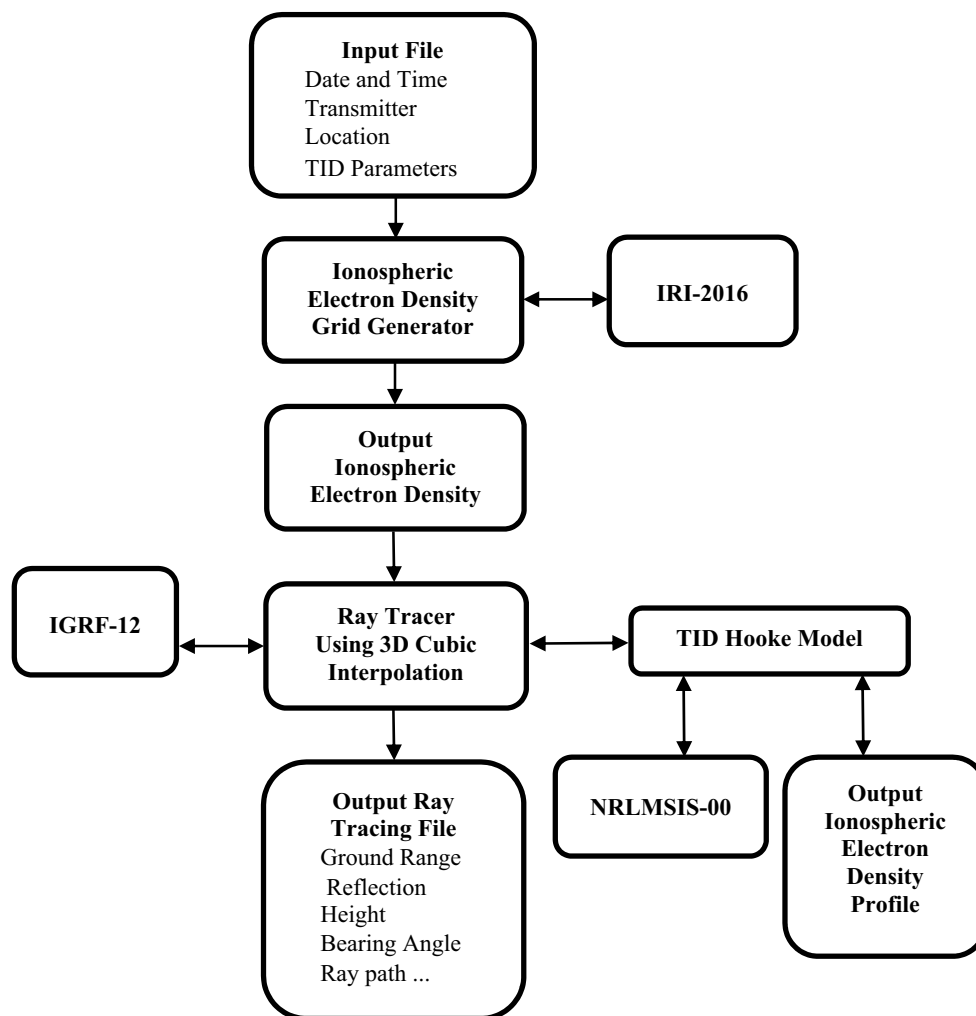 Input File
Date and Time
Transmitter
Location
TID Parameters
Ionospheric
Electron Density
Grid Generator
IRI-2016
Output
Ionospheric
Electron Density
IGRF-12
Ray Tracer
Using 3D Cubic
Interpolation
TID Hooke Model
Output Ray
Tracing File
Ground Range
Reflection
Height
Bearing Angle
Ray path ...
NRLMSIS-00
Output
Ionospheric
Electron
Density
Profile